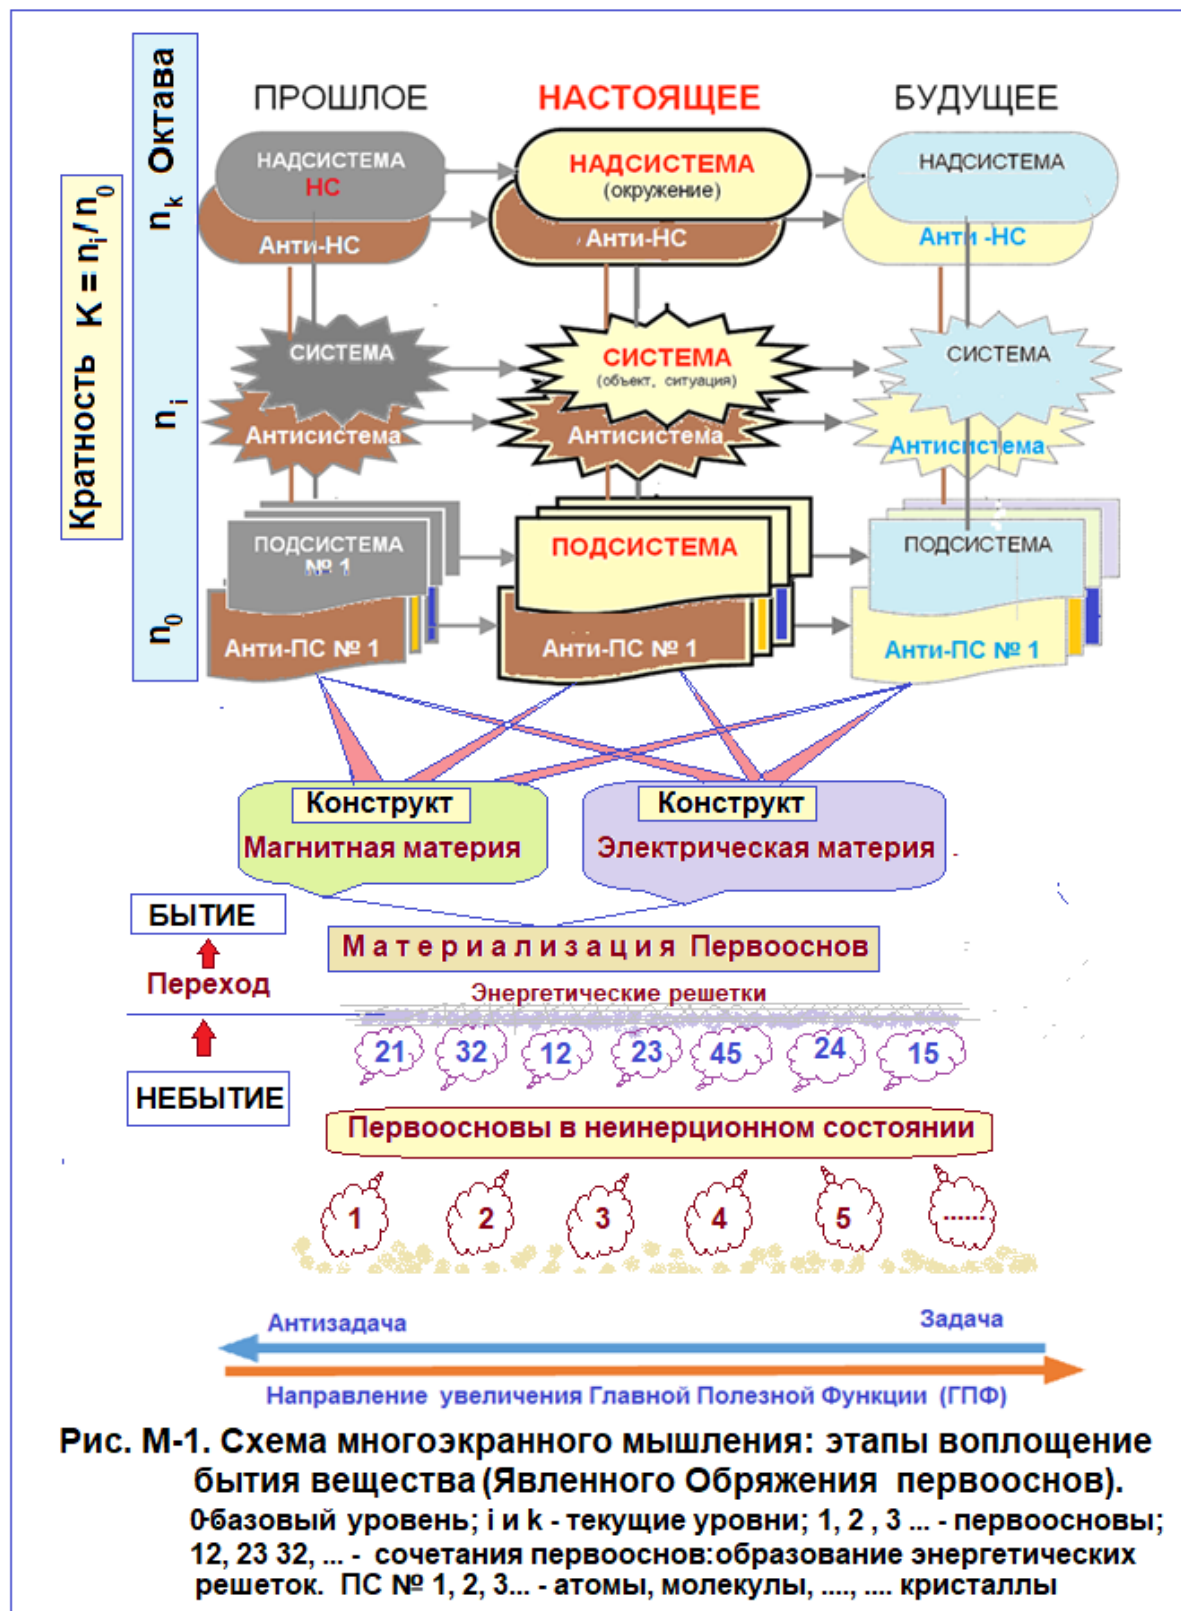 ПРОШЛОЕ НАСТОЯЩЕЕ БУДУЩЕЕ
Кратность K = nᵢ/n₀
Октава
nₖ
nᵢ
n₀
НАДСИСТЕМА
НС
НАДСИСТЕМА
(окружение)
НАДСИСТЕМА
Анти-НС
Анти-НС
Анти -НС
СИСТЕМА
СИСТЕМА
(объект, ситуация)
СИСТЕМА
Антисистема
Антисистема
Антисистема
ПОДСИСТЕМА
№ 1
ПОДСИСТЕМА
ПОДСИСТЕМА
Анти-ПС № 1
Анти-ПС № 1
Анти-ПС № 1
Конструкт
Магнитная материя
Конструкт
Электрическая материя
БЫТИЕ
Переход
НЕБЫТИЕ
Материализация Первооснов
Энергетические решетки
21 32 12 23 45 24 15
Первоосновы в неинерционном состоянии
1 2 3 4 5 ......
Антизадача Задача
Направление увеличения Главной Полезной Функции (ГПФ)
Рис. М-1. Схема многоэкранного мышления: этапы воплощение
бытия вещества (Явленного Обряжения первооснов).
0-базовый уровень; i и k - текущие уровни; 1, 2 , 3 ... - первоосновы;
12, 23 32, ... - сочетания первооснов:образование энергетических
решеток. ПС № 1, 2, 3... - атомы, молекулы, ...., .... кристаллы